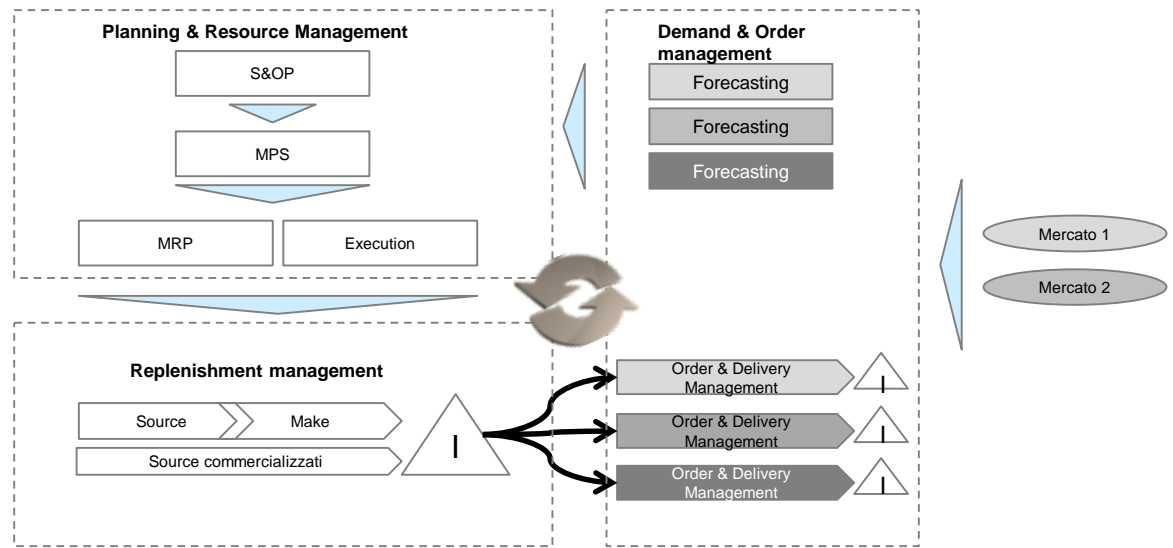 Planning & Resource Management
S&OP
MPS
MRP
Execution
Demand & Order
management
Forecasting
Forecasting
Forecasting
Mercato 1
Mercato 2
Replenishment management
Source
Make
Source commercializzati
I
Order & Delivery
Management
I
Order & Delivery
Management
I
Order & Delivery
Management
I